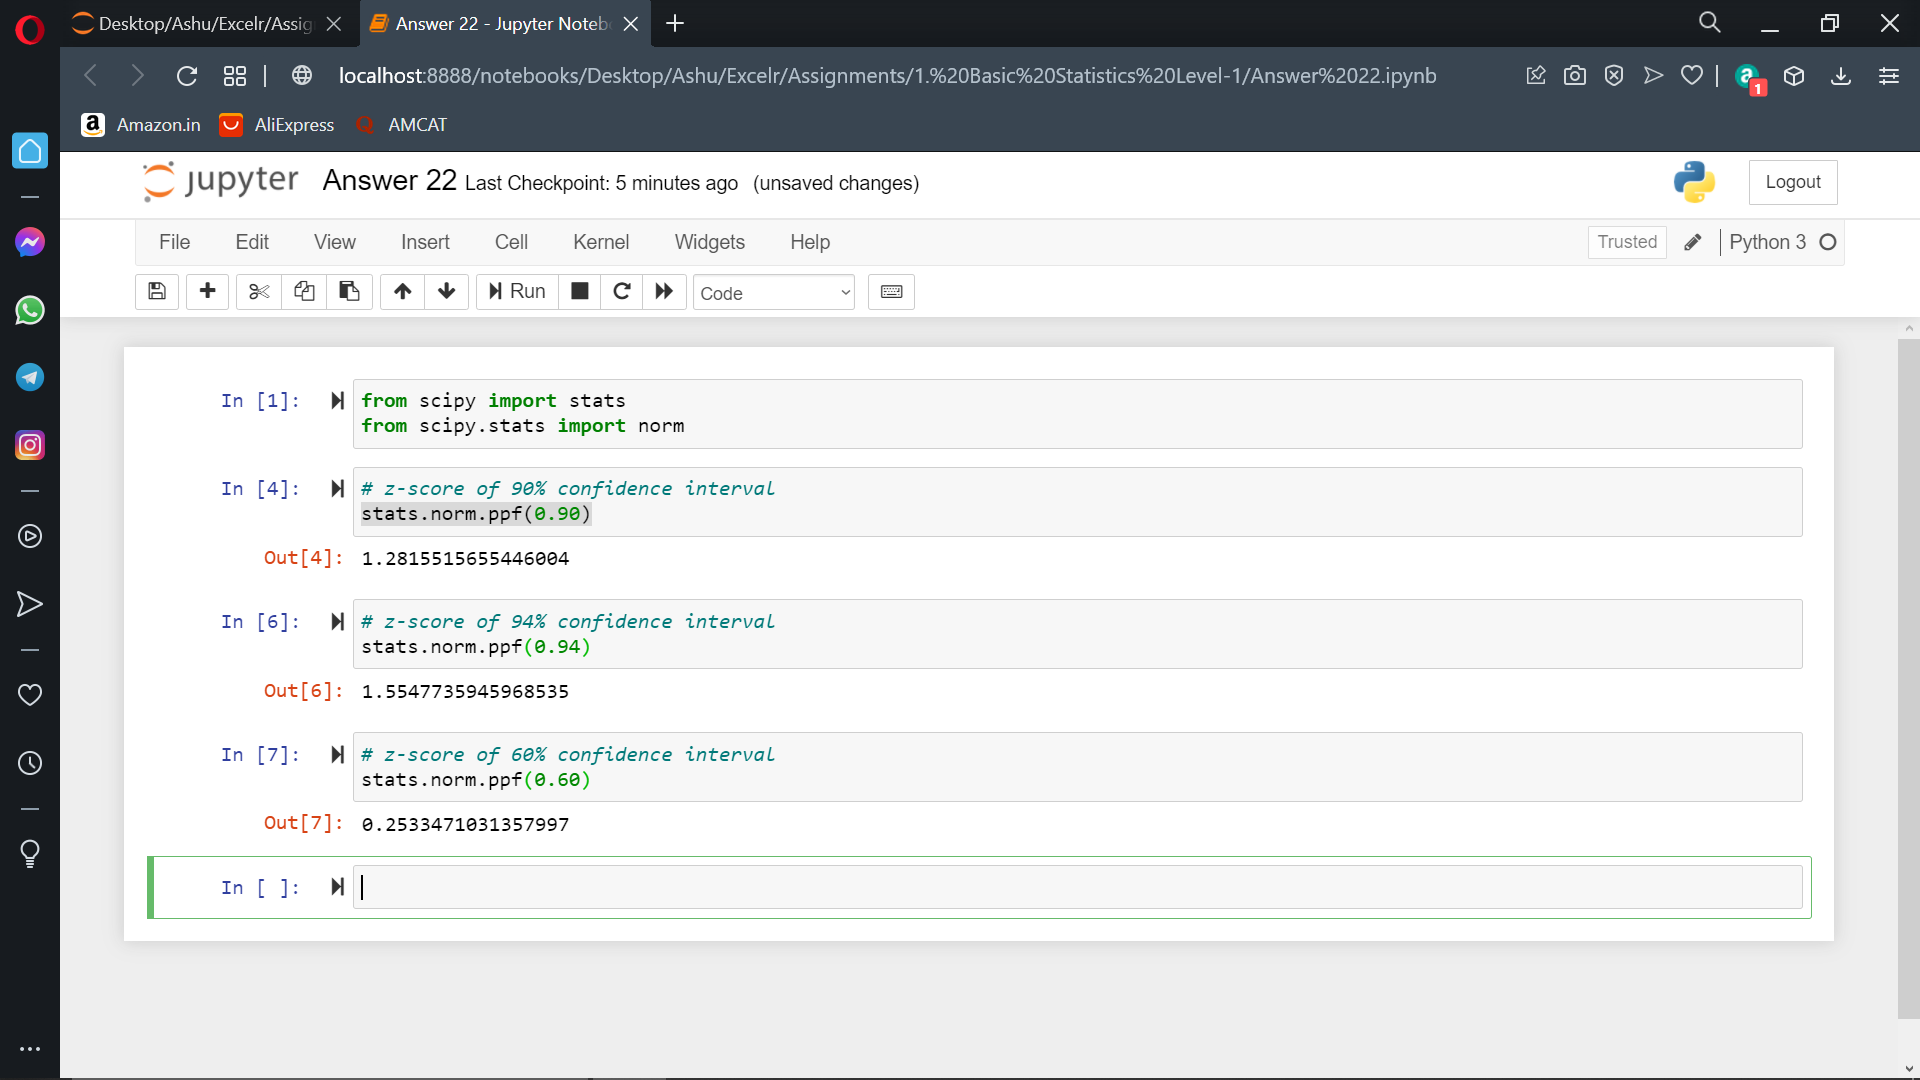 Desktop/Ashu/Excelr/Assig
Answer 22 - Jupyter Noteb
localhost:8888/notebooks/Desktop/Ashu/Excelr/Assignments/1.%20Basic%20Statistics%20Level-1/Answer%2022.ipynb
1
Amazon.in AliExpress AMCAT
jupyter Answer 22 Last Checkpoint: 5 minutes ago (unsaved changes)
Logout
File Edit View Insert Cell Kernel Widgets Help
Trusted Python 3
Run Code
In [1]: from scipy import stats
from scipy.stats import norm
In [4]: # z-score of 90% confidence interval
stats.norm.ppf(0.90)
Out[4]: 1.2815515655446004
In [6]: # z-score of 94% confidence interval
stats.norm.ppf(0.94)
Out[6]: 1.5547735945968535
In [7]: # z-score of 60% confidence interval
stats.norm.ppf(0.60)
Out[7]: 0.2533471031357997
In [ ]: